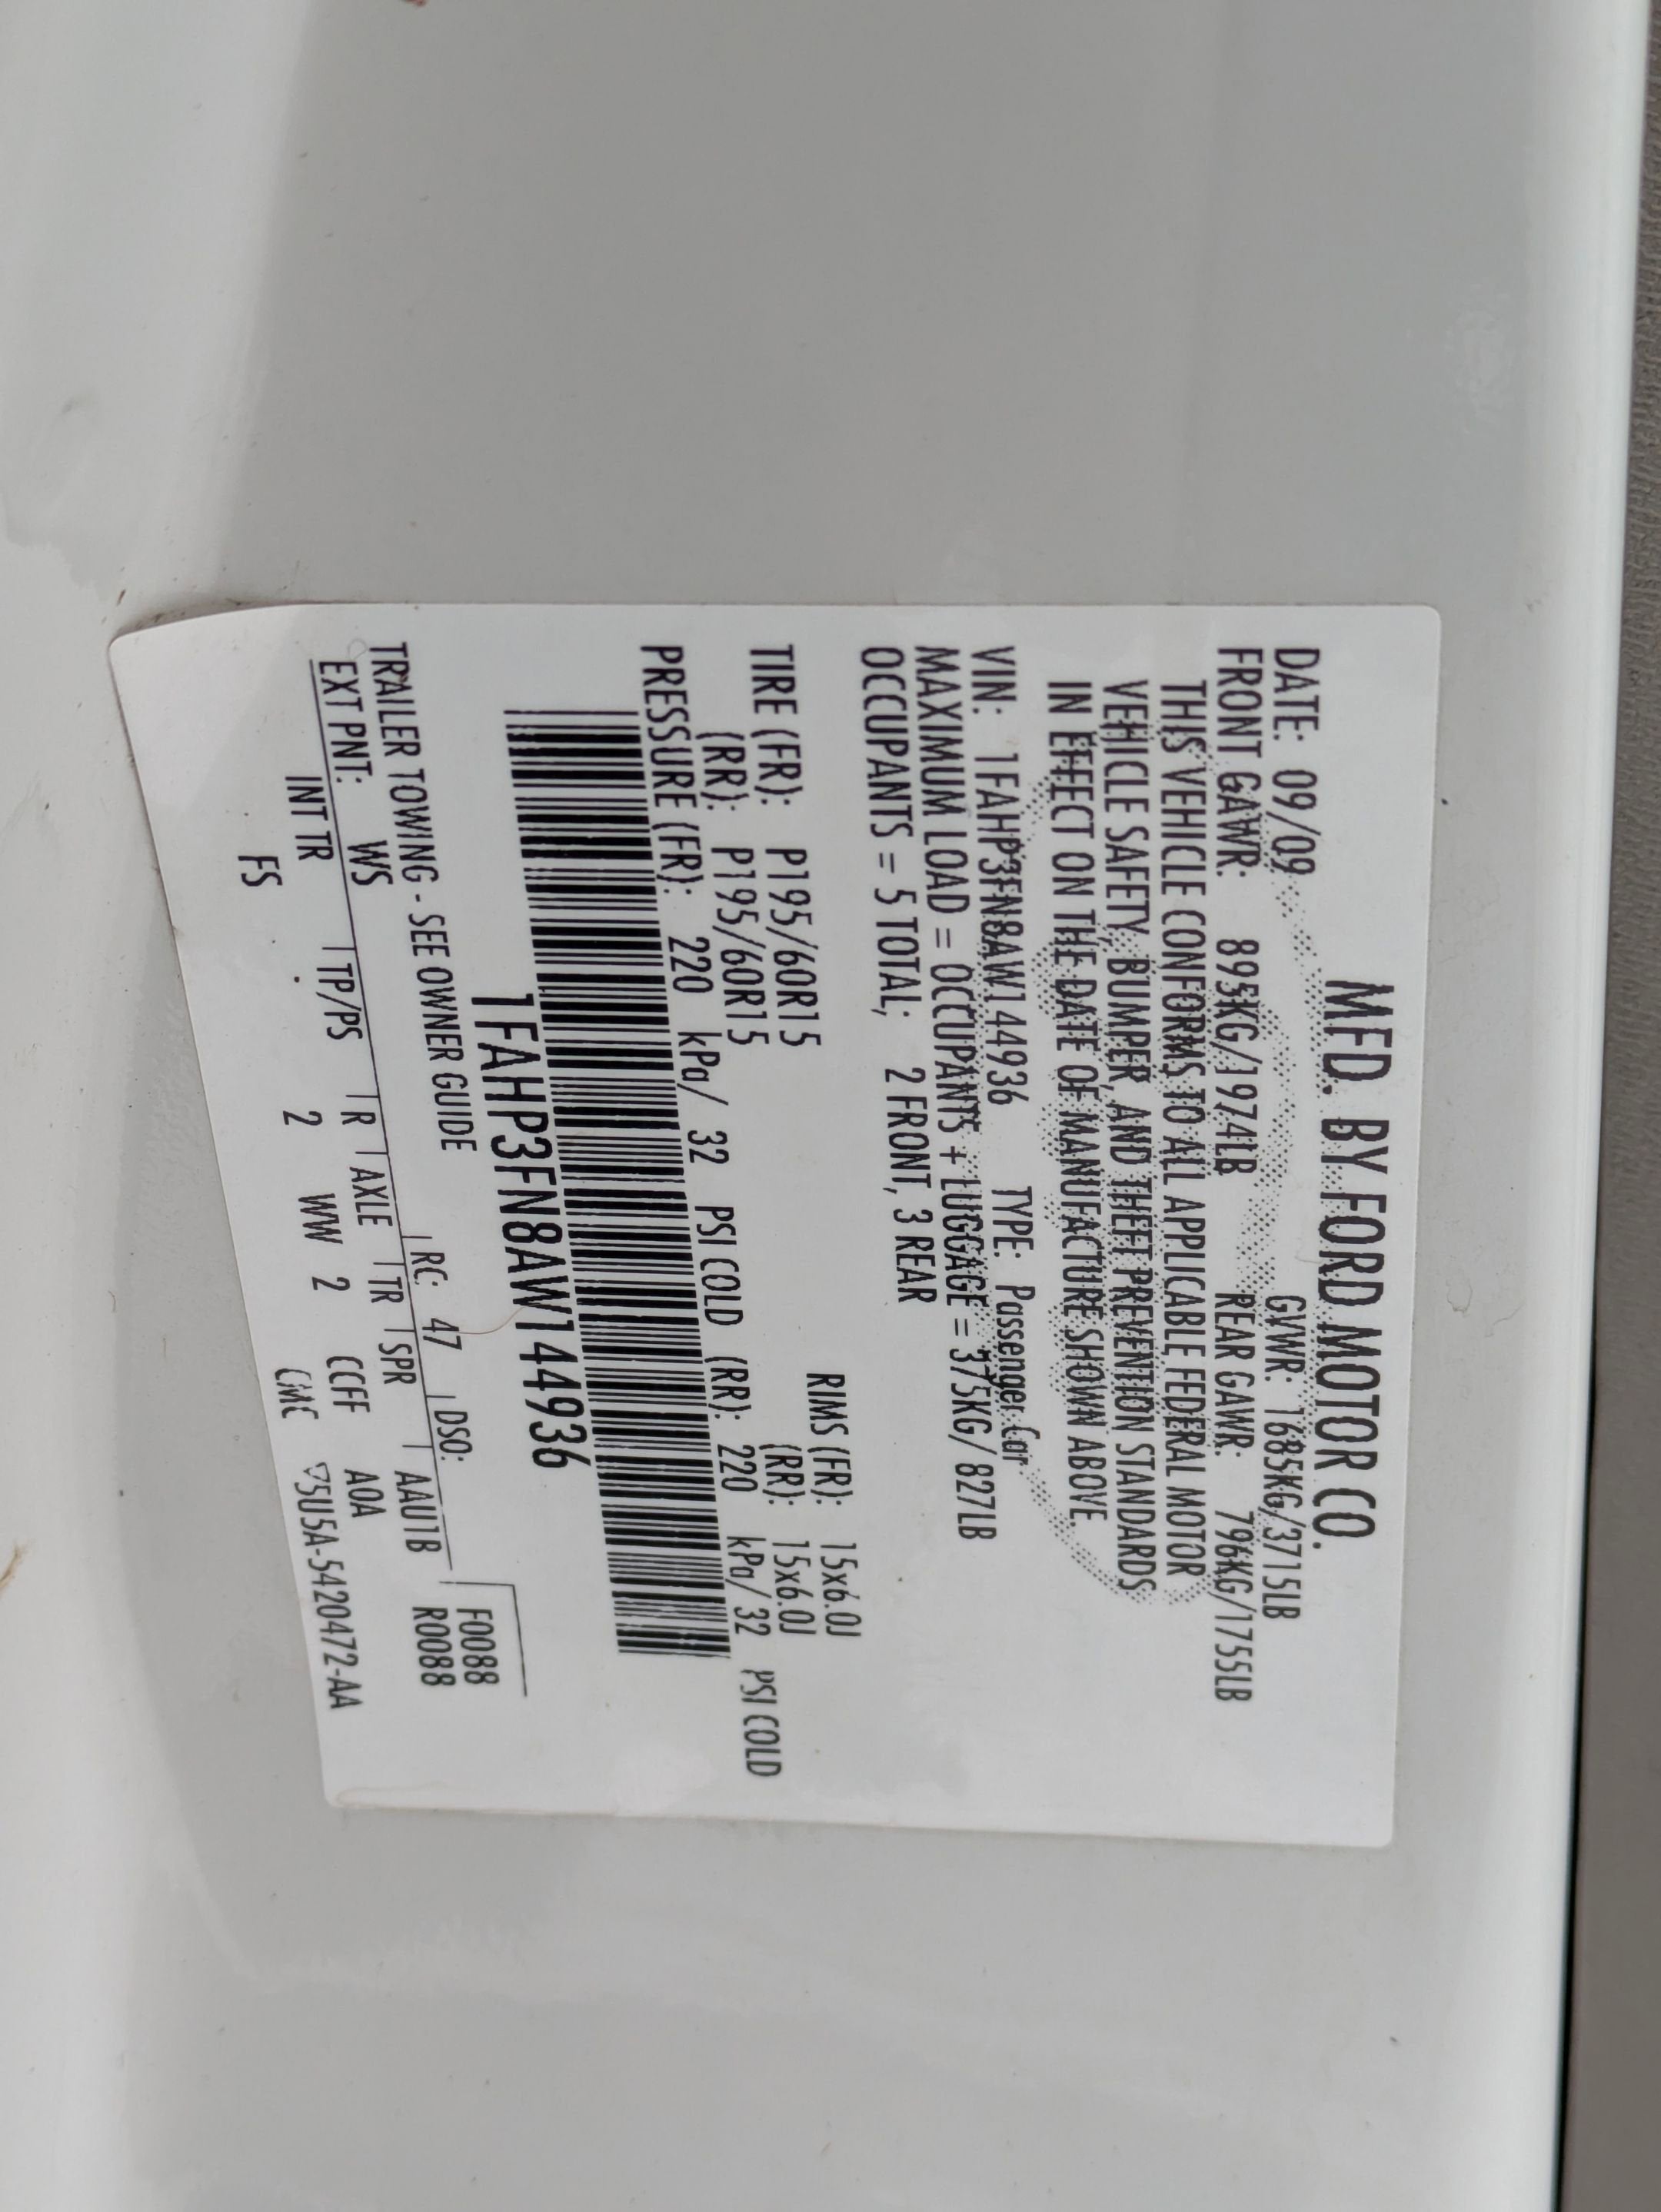 MFD. BY FORD MOTOR CO.
DATE: 09/09 GVWR: 1685KG/3715LB
FRONT GAWR: 895KG/1974LB REAR GAWR: 796KG/1755LB
THIS VEHICLE CONFORMS TO ALL APPLICABLE FEDERAL MOTOR
VEHICLE SAFETY, BUMPER, AND THEFT PREVENTION STANDARDS
IN EFFECT ON THE DATE OF MANUFACTURE SHOWN ABOVE.
VIN: 1FAHP3FN8AW144936 TYPE: Passenger Car
MAXIMUM LOAD = OCCUPANTS + LUGGAGE = 375KG/ 827LB
OCCUPANTS = 5 TOTAL; 2 FRONT, 3 REAR
TIRE (FR): P195/60R15 RIMS (FR): 15x6.0J
(RR): P195/60R15 (RR): 15x6.0J
PRESSURE (FR): 220 kPa/ 32 PSI COLD (RR): 220 kPa/ 32 PSI COLD
1FAHP3FN8AW144936
F0088
R0088
TRAILER TOWING - SEE OWNER GUIDE
EXT PNT: WS RC: 47 DSO:
INT TR TP/PS R AXLE TR SPR AAU1B
FS 2 WW 2 CCFF A0A
CMC ▽5U5A-5420472-AA